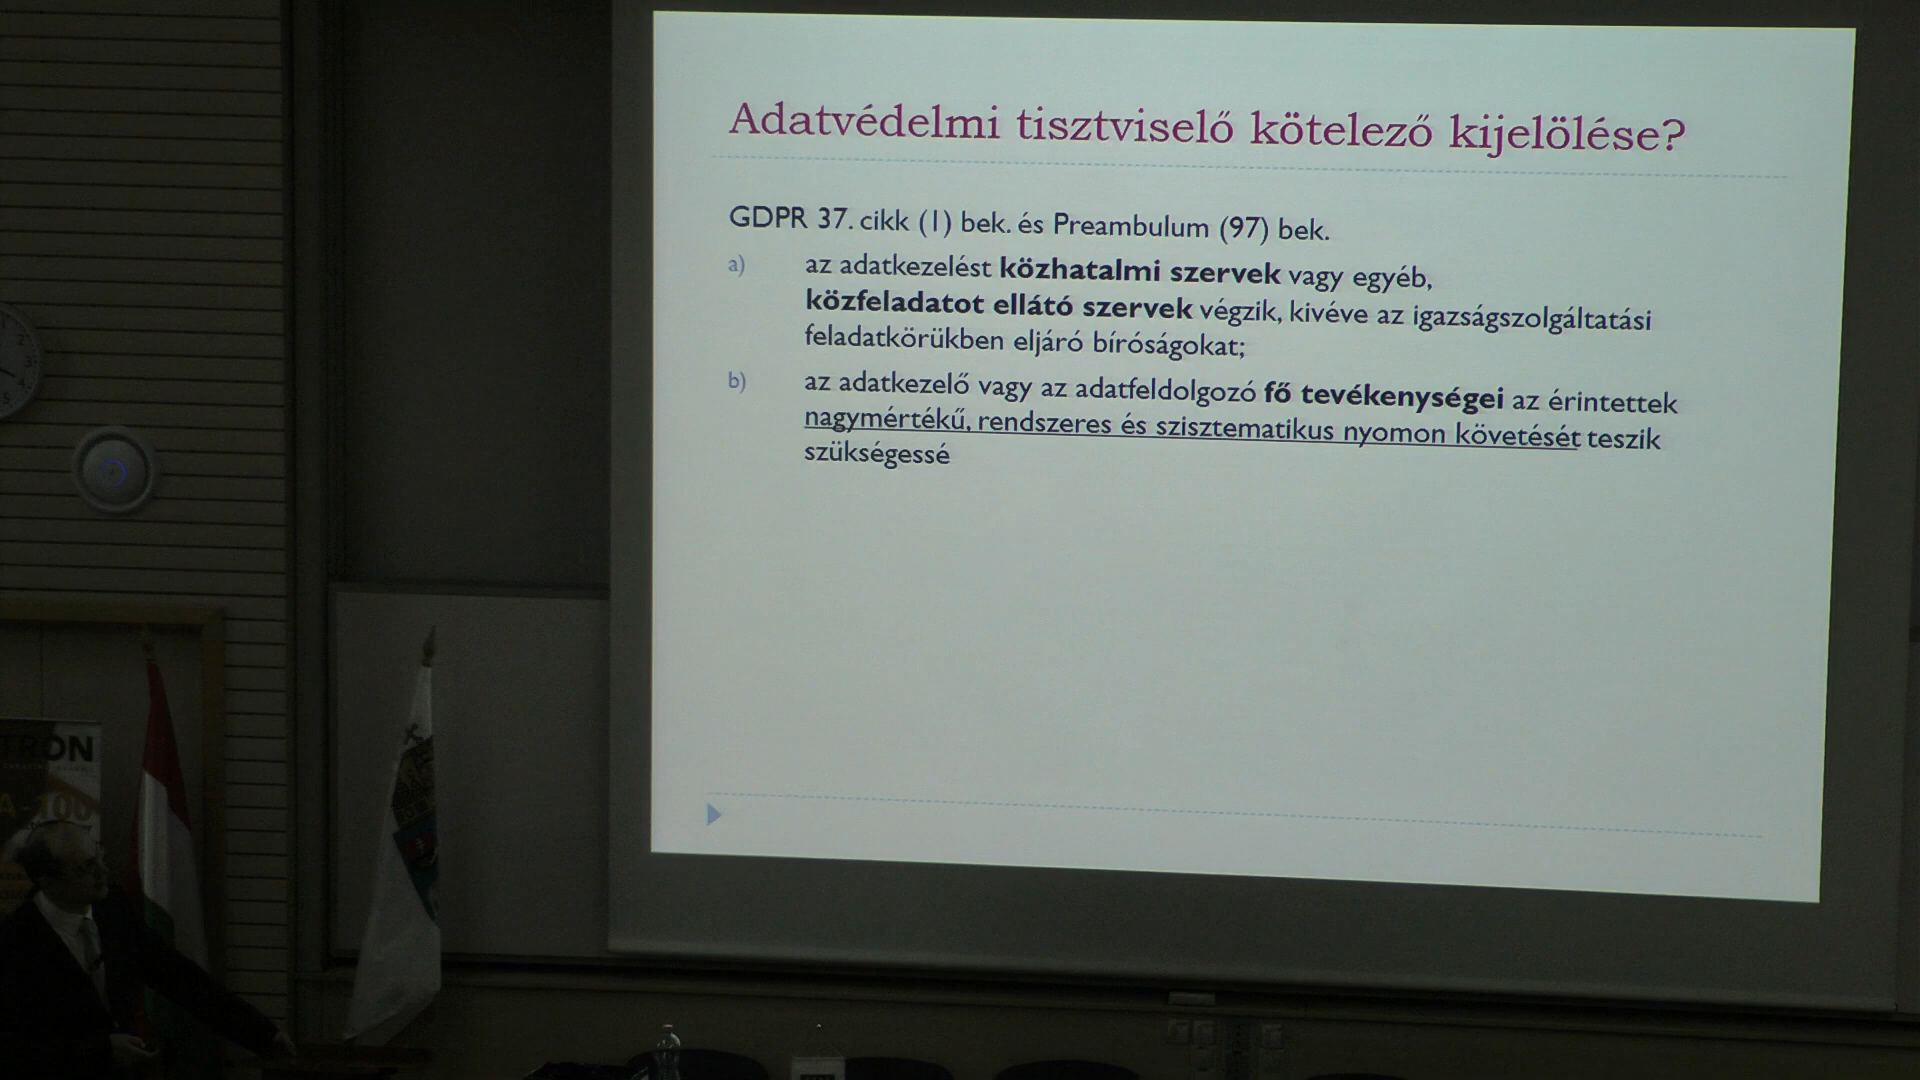 Adatvédelmi tisztviselő kötelező kijelölése?
GDPR 37. cikk (1) bek. és Preambulum (97) bek.
a) az adatkezelést közhatalmi szervek vagy egyéb,
közfeladatot ellátó szervek végzik, kivéve az igazságszolgáltatási
feladatkörükben eljáró bíróságokat;
b) az adatkezelő vagy az adatfeldolgozó fő tevékenységei az érintettek
nagymértékű, rendszeres és szisztematikus nyomon követését teszik
szükségessé
TRON